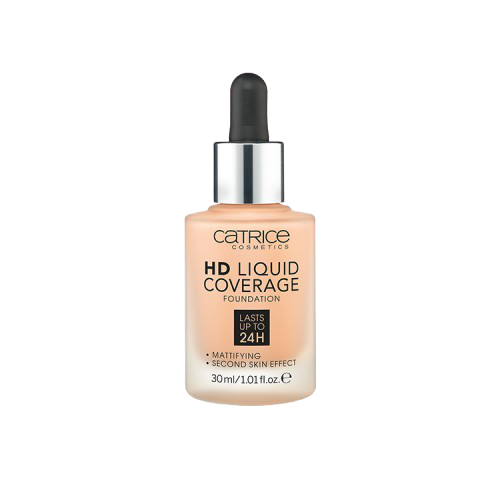 CATRICE
COSMETICS
HD LIQUID
COVERAGE
FOUNDATION
LASTS
UP TO
24H
• MATTIFYING
• SECOND SKIN EFFECT
30 ml/1.01 fl.oz.℮